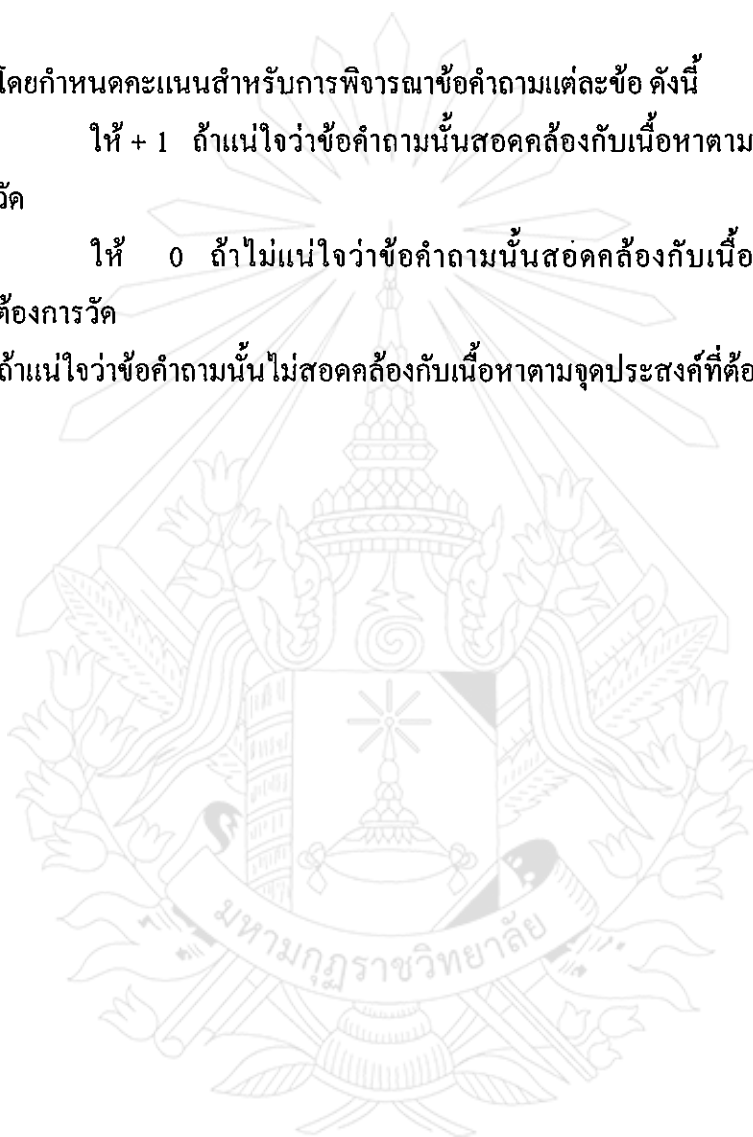 โดยกำหนดคะแนนสำหรับการพิจารณาข้อคำถามแต่ละข้อ ดังนี้
ให้ + 1 ถ้าแน่ใจว่าข้อคำถามนั้นสอดคล้องกับเนื้อหาตาม
วัด
ให้ 0 ถ้าไม่แน่ใจว่าข้อคำถามนั้นสอดคล้องกับเนื้อ
ต้องการวัด
ถ้าแน่ใจว่าข้อคำถามนั้นไม่สอดคล้องกับเนื้อหาตามจุดประสงค์ที่ต้อ
มหามกุฏราชวิทยาลัย